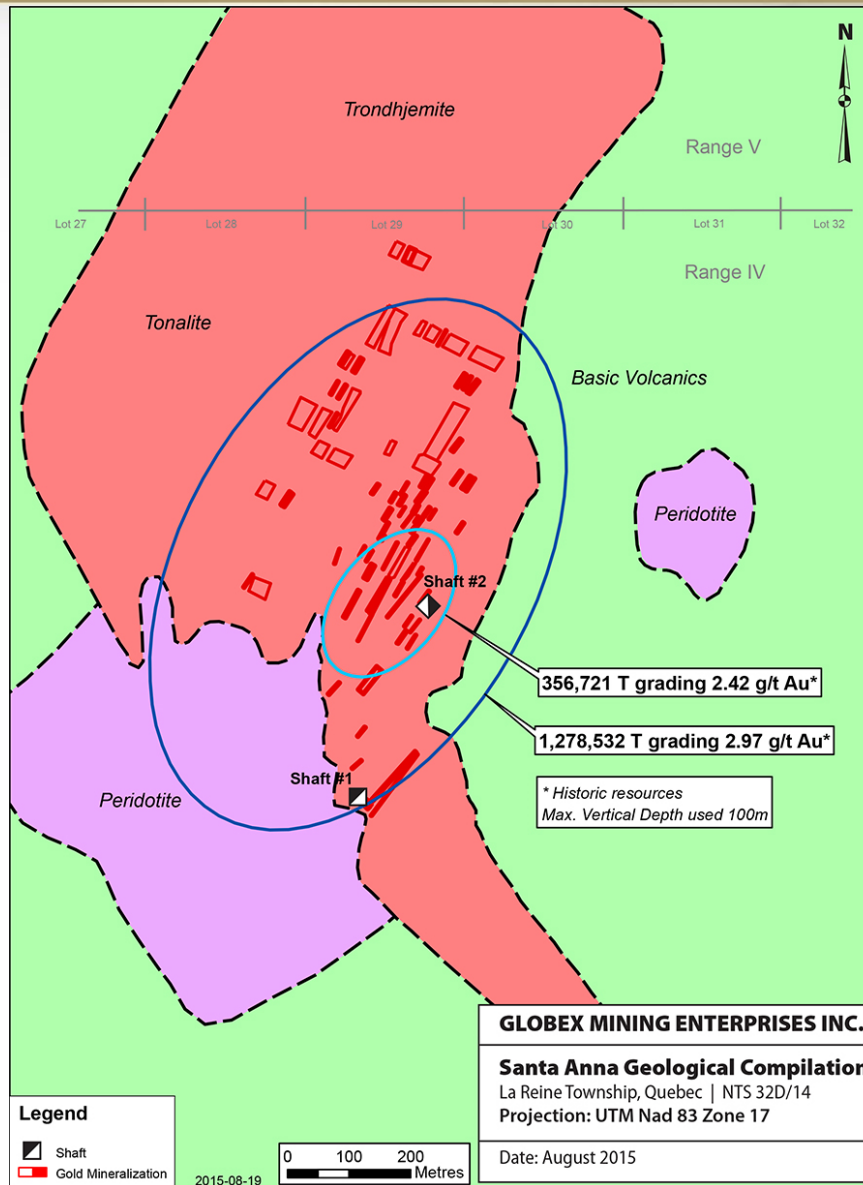 N
Trondhjemite
Range V
Lot 27
Lot 28
Lot 29
Lot 30
Lot 31
Lot 32
Range IV
Tonalite
Basic Volcanics
Peridotite
Shaft #2
356,721 T grading 2.42 g/t Au*
1,278,532 T grading 2.97 g/t Au*
Shaft #1
Peridotite
* Historic resources
Max. Vertical Depth used 100m
GLOBEX MINING ENTERPRISES INC.
Santa Anna Geological Compilation
La Reine Township, Quebec | NTS 32D/14
Projection: UTM Nad 83 Zone 17
Date: August 2015
Legend
Shaft
Gold Mineralization
2015-08-19
0 100 200
Metres